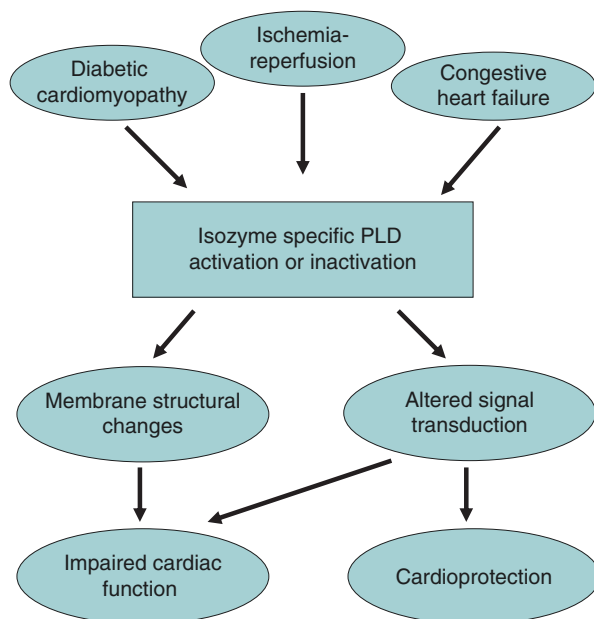 Diabetic
cardiomyopathy
Ischemia-
reperfusion
Congestive
heart failure
Isozyme specific PLD
activation or inactivation
Membrane structural
changes
Altered signal
transduction
Impaired cardiac
function
Cardioprotection